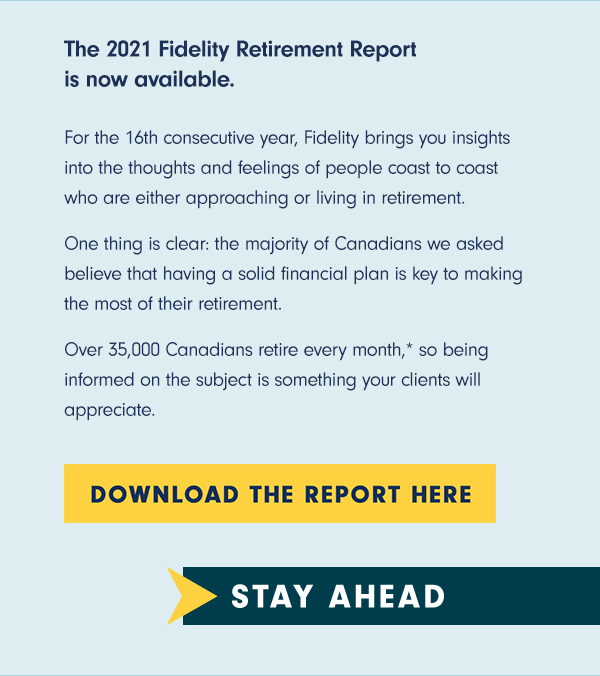 The 2021 Fidelity Retirement Report
is now available.
For the 16th consecutive year, Fidelity brings you insights
into the thoughts and feelings of people coast to coast
who are either approaching or living in retirement.
One thing is clear: the majority of Canadians we asked
believe that having a solid financial plan is key to making
the most of their retirement.
Over 35,000 Canadians retire every month,* so being
informed on the subject is something your clients will
appreciate.
DOWNLOAD THE REPORT HERE
STAY AHEAD